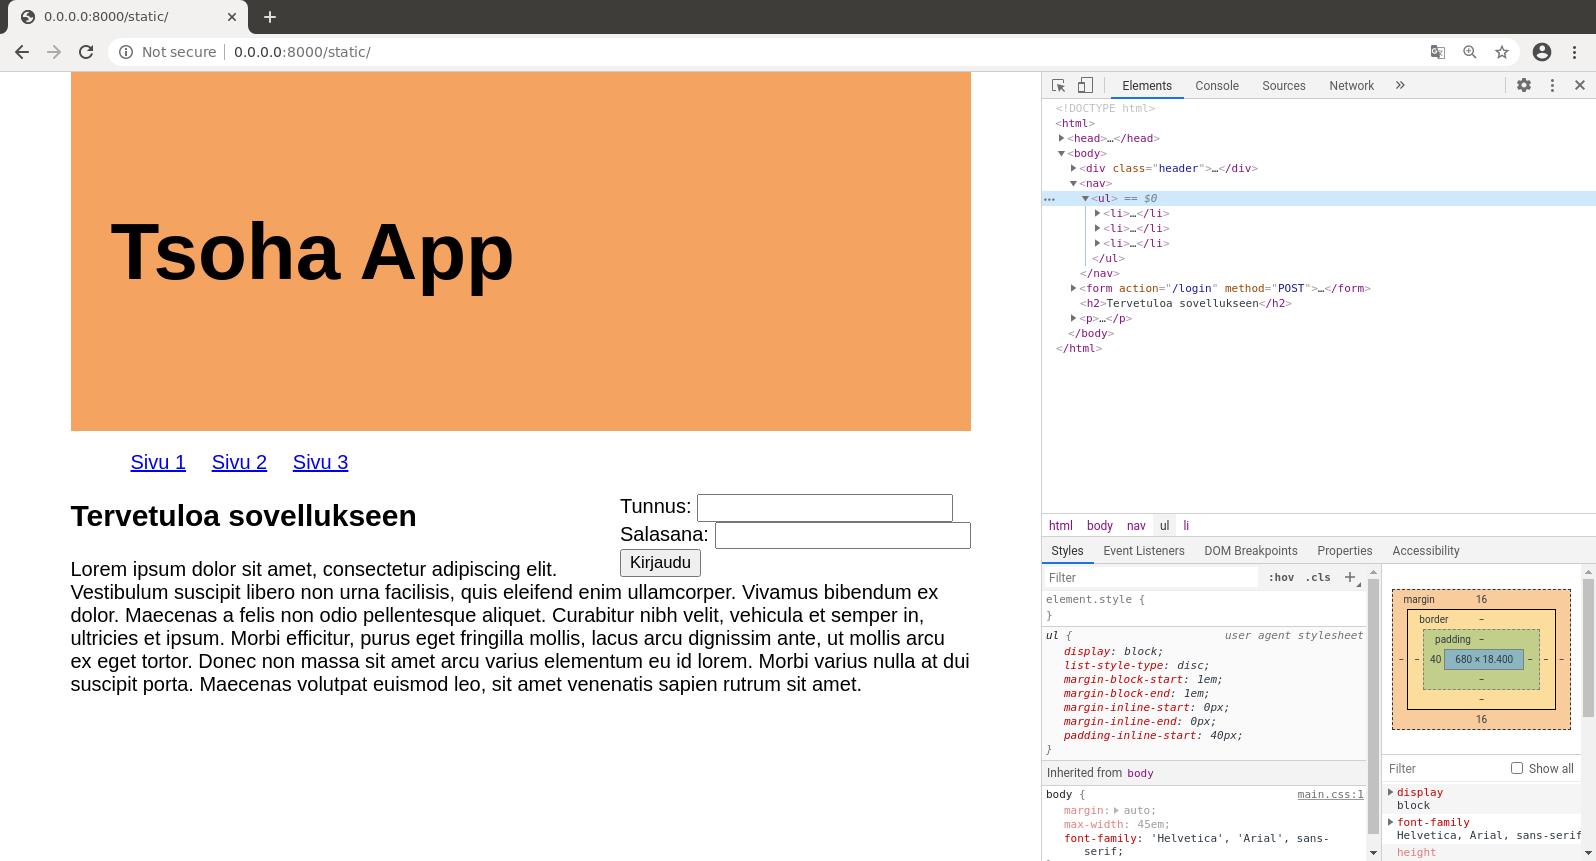 0.0.0.0:8000/static/
Not secure 0.0.0.0:8000/static/
Tsoha App
Sivu 1 Sivu 2 Sivu 3
Tervetuloa sovellukseen
Tunnus:
Salasana:
Kirjaudu
Lorem ipsum dolor sit amet, consectetur adipiscing elit.
Vestibulum suscipit libero non urna facilisis, quis eleifend enim ullamcorper. Vivamus bibendum ex
dolor. Maecenas a felis non odio pellentesque aliquet. Curabitur nibh velit, vehicula et semper in,
ultricies et ipsum. Morbi efficitur, purus eget fringilla mollis, lacus arcu dignissim ante, ut mollis arcu
ex eget tortor. Donec non massa sit amet arcu varius elementum eu id lorem. Morbi varius nulla at dui
suscipit porta. Maecenas volutpat euismod leo, sit amet venenatis sapien rutrum sit amet.
Elements Console Sources Network »
<!DOCTYPE html>
<html>
<head>…</head>
<body>
<div class="header">…</div>
<nav>
<ul> == $0
<li>…</li>
<li>…</li>
<li>…</li>
</ul>
</nav>
<form action="/login" method="POST">…</form>
<h2>Tervetuloa sovellukseen</h2>
<p>…</p>
</body>
</html>
html body nav ul li
Styles Event Listeners DOM Breakpoints Properties Accessibility
Filter :hov .cls +
element.style {
}
ul { user agent stylesheet
display: block;
list-style-type: disc;
margin-block-start: 1em;
margin-block-end: 1em;
margin-inline-start: 0px;
margin-inline-end: 0px;
padding-inline-start: 40px;
}
Inherited from body
body { main.css:1
margin: auto;
max-width: 45em;
font-family: 'Helvetica', 'Arial', sans-
serif;
margin 16
border –
padding –
– – 40 680 × 18.400 – – –
–
–
16
Filter Show all
display
block
font-family
Helvetica, Arial, sans-serif
height